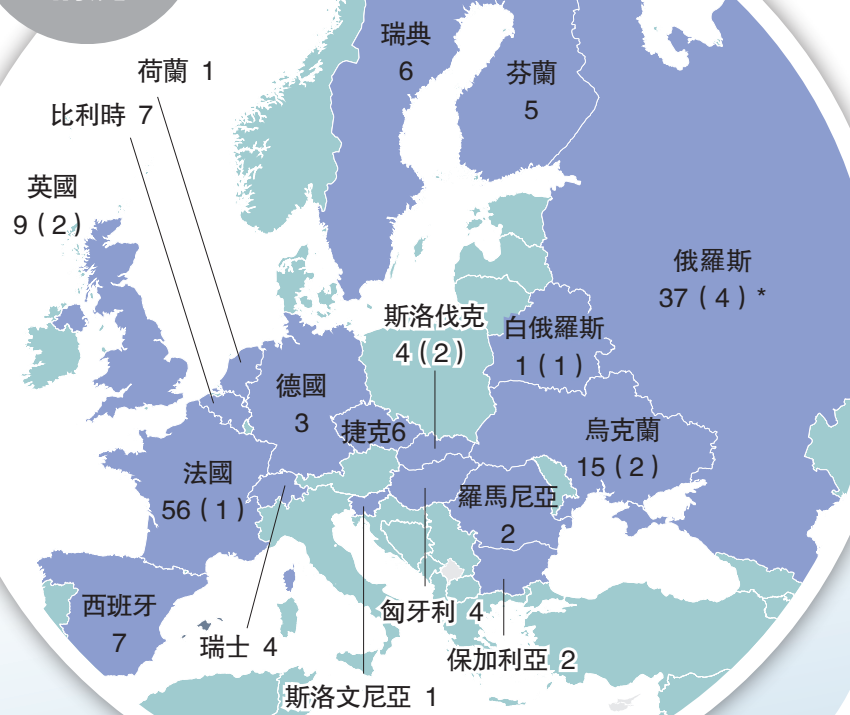 瑞典
6
芬蘭
5
荷蘭 1
比利時 7
英國
9 ( 2 )
俄羅斯
37 ( 4 ) *
斯洛伐克
4 ( 2 )
白俄羅斯
1 ( 1 )
德國
3
捷克6
烏克蘭
15 ( 2 )
法國
56 ( 1 )
羅馬尼亞
2
西班牙
7
匈牙利 4
瑞士 4
保加利亞 2
斯洛文尼亞 1